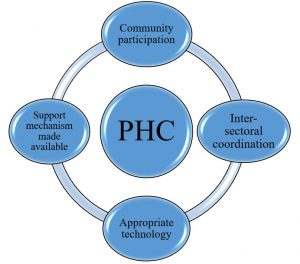 Community
participation
Support
mechanism
made
available
PHC
Inter-
sectoral
coordination
Appropriate
technology